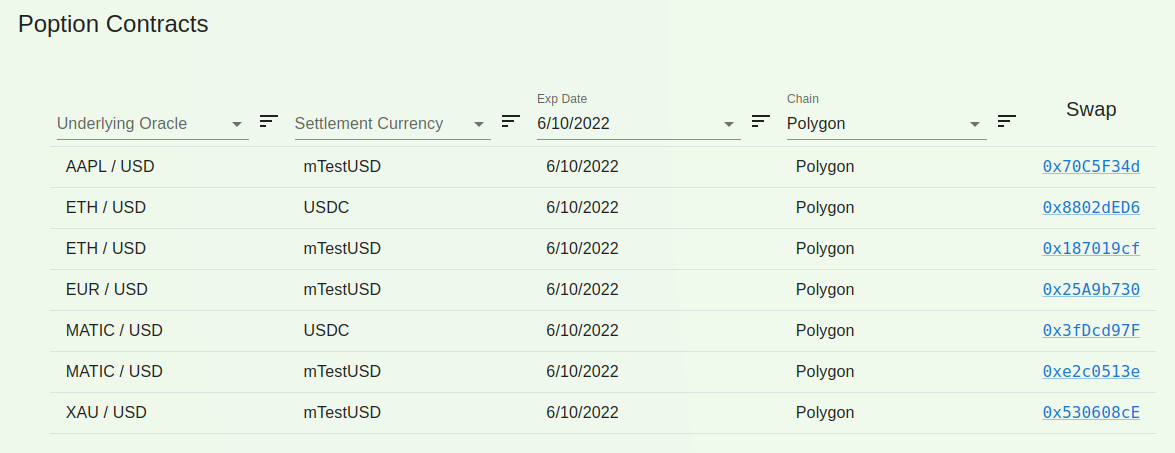 Poption Contracts
Exp Date Chain
Underlying Oracle Settlement Currency 6/10/2022 Polygon Swap
AAPL / USD mTestUSD 6/10/2022 Polygon 0x70C5F34d
ETH / USD USDC 6/10/2022 Polygon 0x8802dED6
ETH / USD mTestUSD 6/10/2022 Polygon 0x187019cf
EUR / USD mTestUSD 6/10/2022 Polygon 0x25A9b730
MATIC / USD USDC 6/10/2022 Polygon 0x3fDcd97F
MATIC / USD mTestUSD 6/10/2022 Polygon 0xe2c0513e
XAU / USD mTestUSD 6/10/2022 Polygon 0x530608cE